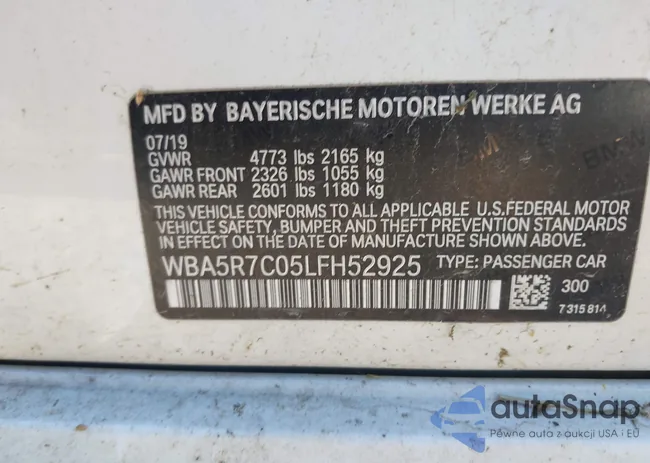 MFD BY BAYERISCHE MOTOREN WERKE AG
07/19
GVWR 4773 lbs 2165 kg
GAWR FRONT 2326 lbs 1055 kg
GAWR REAR 2601 lbs 1180 kg
THIS VEHICLE CONFORMS TO ALL APPLICABLE U.S.FEDERAL MOTOR
VEHICLE SAFETY, BUMPER AND THEFT PREVENTION STANDARDS
IN EFFECT ON THE DATE OF MANUFACTURE SHOWN ABOVE.
WBA5R7C05LFH52925 TYPE: PASSENGER CAR
300
7315814
autoSnap
Pewne auta z aukcji USA i EU